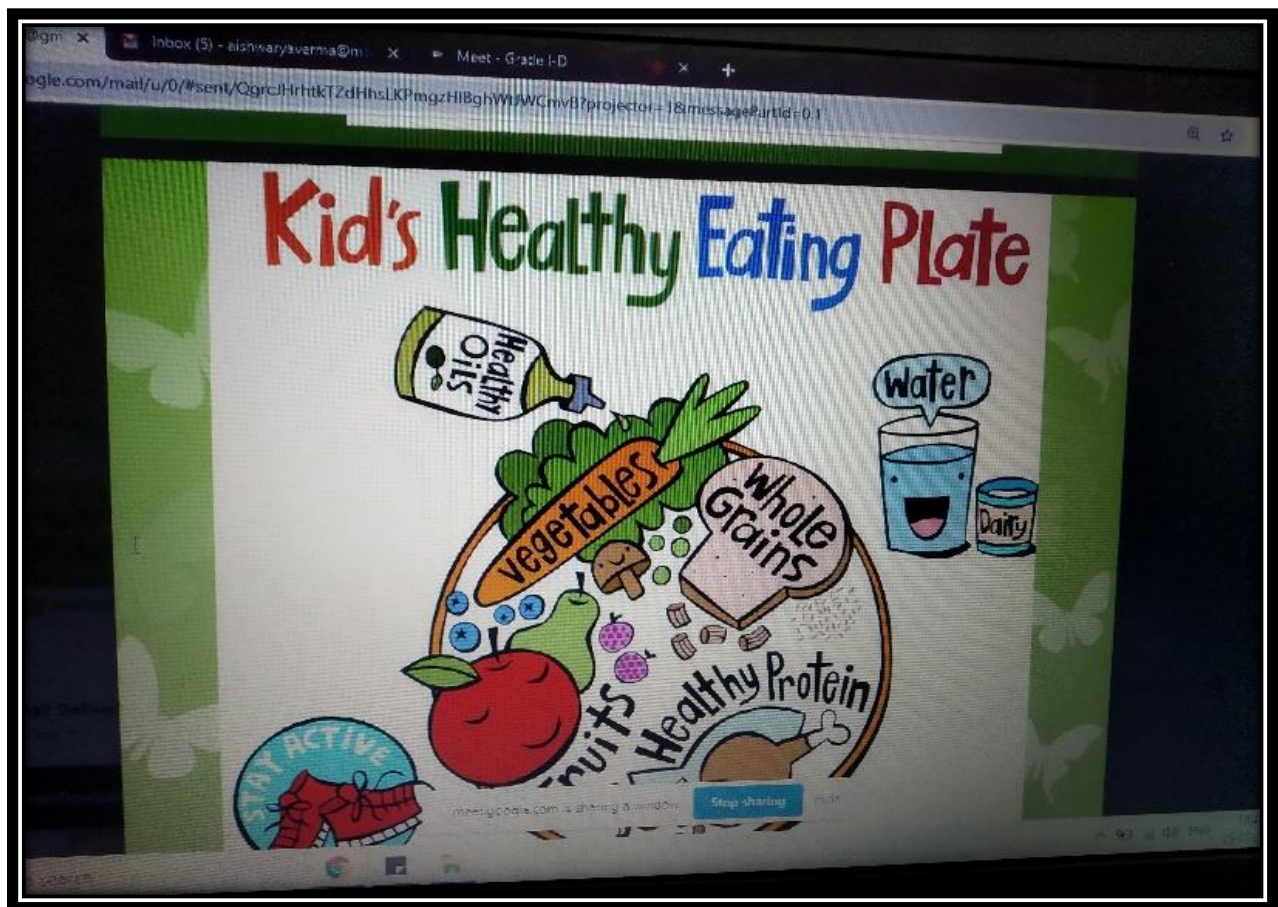 Inbox (5) - aishwaryaverma@m
Meet - Grade I-D
Kid's Healthy Eating Plate
Healthy
Oils
Water
Dairy
vegetables
Whole
Grains
Fruits
Healthy Protein
STAY ACTIVE
meet.google.com is sharing a window.
Stop sharing
Hide
search